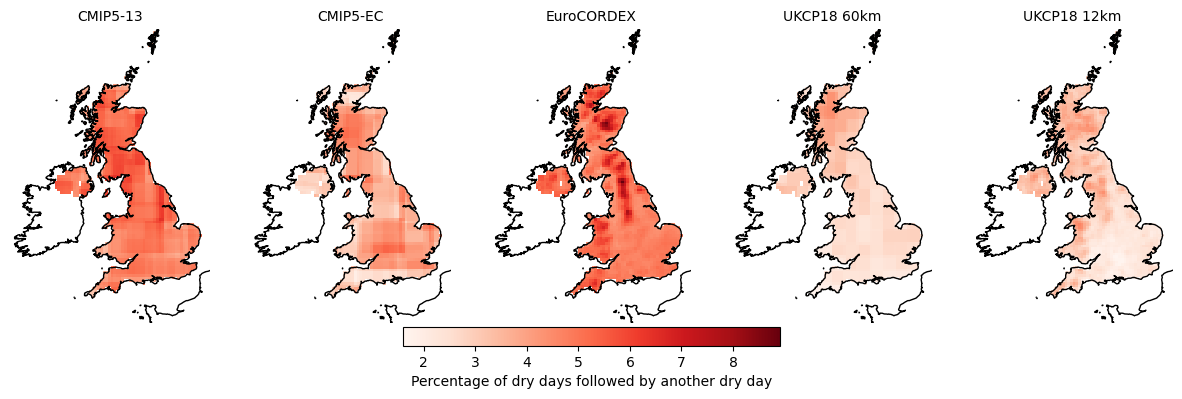 CMIP5-13 CMIP5-EC EuroCORDEX UKCP18 60km UKCP18 12km
2 3 4 5 6 7 8
Percentage of dry days followed by another dry day